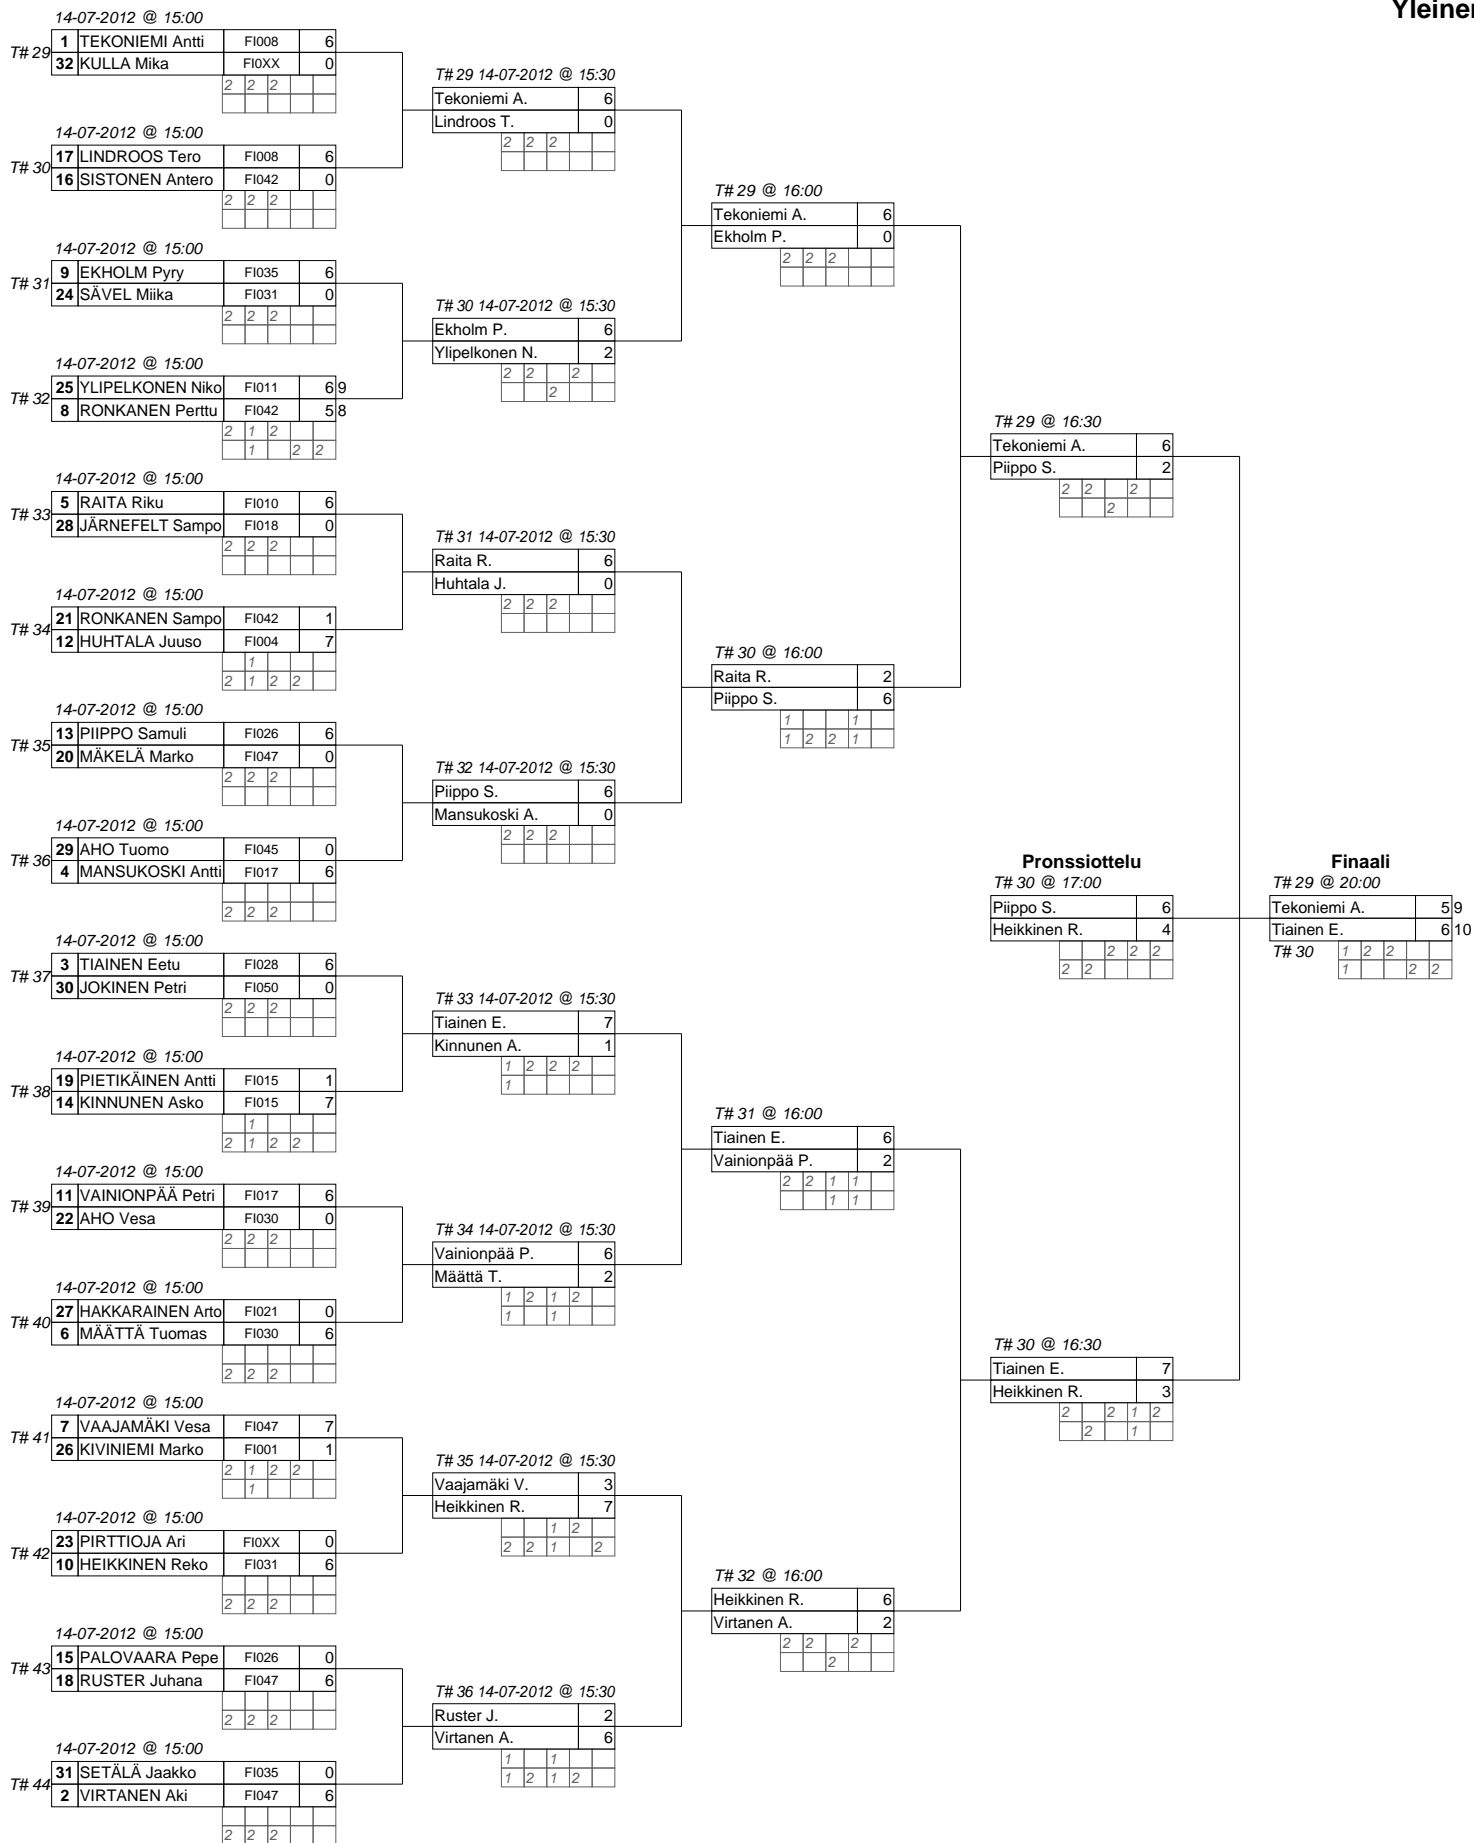 Yleinen
14-07-2012 @ 15:00
T# 29
1 TEKONIEMI Antti FI008 6
32 KULLA Mika FI0XX 0
2 2 2
14-07-2012 @ 15:00
T# 30
17 LINDROOS Tero FI008 6
16 SISTONEN Antero FI042 0
2 2 2
14-07-2012 @ 15:00
T# 31
9 EKHOLM Pyry FI035 6
24 SÄVEL Miika FI031 0
2 2 2
14-07-2012 @ 15:00
T# 32
25 YLIPELKONEN Niko FI011 6 9
8 RONKANEN Perttu FI042 5 8
2 1 2
1 2 2
14-07-2012 @ 15:00
T# 33
5 RAITA Riku FI010 6
28 JÄRNEFELT Sampo FI018 0
2 2 2
14-07-2012 @ 15:00
T# 34
21 RONKANEN Sampo FI042 1
12 HUHTALA Juuso FI004 7
1
2 1 2 2
14-07-2012 @ 15:00
T# 35
13 PIIPPO Samuli FI026 6
20 MÄKELÄ Marko FI047 0
2 2 2
14-07-2012 @ 15:00
T# 36
29 AHO Tuomo FI045 0
4 MANSUKOSKI Antti FI017 6
2 2 2
14-07-2012 @ 15:00
T# 37
3 TIAINEN Eetu FI028 6
30 JOKINEN Petri FI050 0
2 2 2
14-07-2012 @ 15:00
T# 38
19 PIETIKÄINEN Antti FI015 1
14 KINNUNEN Asko FI015 7
1
2 1 2 2
14-07-2012 @ 15:00
T# 39
11 VAINIONPÄÄ Petri FI017 6
22 AHO Vesa FI030 0
2 2 2
14-07-2012 @ 15:00
T# 40
27 HAKKARAINEN Arto FI021 0
6 MÄÄTTÄ Tuomas FI030 6
2 2 2
14-07-2012 @ 15:00
T# 41
7 VAAJAMÄKI Vesa FI047 7
26 KIVINIEMI Marko FI001 1
2 1 2 2
1
14-07-2012 @ 15:00
T# 42
23 PIRTTIOJA Ari FI0XX 0
10 HEIKKINEN Reko FI031 6
2 2 2
14-07-2012 @ 15:00
T# 43
15 PALOVAARA Pepe FI026 0
18 RUSTER Juhana FI047 6
2 2 2
14-07-2012 @ 15:00
T# 44
31 SETÄLÄ Jaakko FI035 0
2 VIRTANEN Aki FI047 6
2 2 2
T# 29 14-07-2012 @ 15:30
Tekoniemi A. 6
Lindroos T. 0
2 2 2
T# 30 14-07-2012 @ 15:30
Ekholm P. 6
Ylipelkonen N. 2
2 2 2
2
T# 31 14-07-2012 @ 15:30
Raita R. 6
Huhtala J. 0
2 2 2
T# 32 14-07-2012 @ 15:30
Piippo S. 6
Mansukoski A. 0
2 2 2
T# 33 14-07-2012 @ 15:30
Tiainen E. 7
Kinnunen A. 1
1 2 2 2
1
T# 34 14-07-2012 @ 15:30
Vainionpää P. 6
Määttä T. 2
1 2 1 2
1 1
T# 35 14-07-2012 @ 15:30
Vaajamäki V. 3
Heikkinen R. 7
1 2
2 2 1 2
T# 36 14-07-2012 @ 15:30
Ruster J. 2
Virtanen A. 6
1 1
1 2 1 2
T# 29 @ 16:00
Tekoniemi A. 6
Ekholm P. 0
2 2 2
T# 30 @ 16:00
Raita R. 2
Piippo S. 6
1 1
1 2 2 1
T# 31 @ 16:00
Tiainen E. 6
Vainionpää P. 2
2 2 1 1
1 1
T# 32 @ 16:00
Heikkinen R. 6
Virtanen A. 2
2 2 2
2
T# 29 @ 16:30
Tekoniemi A. 6
Piippo S. 2
2 2 2
2
Pronssiottelu
T# 30 @ 17:00
Piippo S. 6
Heikkinen R. 4
2 2 2
2 2
T# 30 @ 16:30
Tiainen E. 7
Heikkinen R. 3
2 2 1 2
2 1
Finaali
T# 29 @ 20:00
Tekoniemi A. 5 9
Tiainen E. 6 10
T# 30 1 2 2
1 2 2